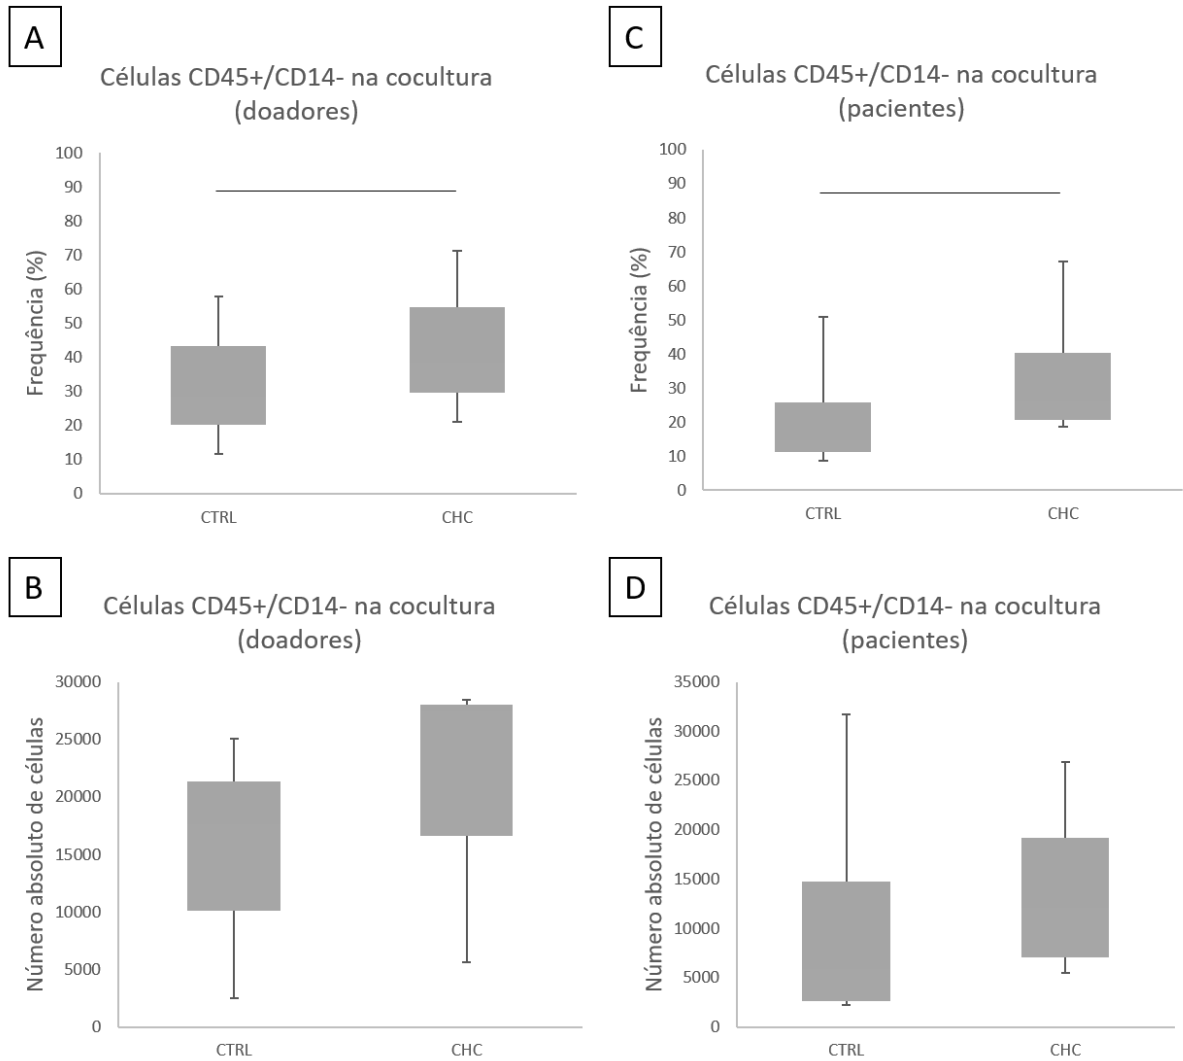 A
Células CD45+/CD14- na cocultura
(doadores)
Frequência (%)
100
90
80
70
60
50
40
30
20
10
0
CTRL
CHC
C
Células CD45+/CD14- na cocultura
(pacientes)
Frequência (%)
100
90
80
70
60
50
40
30
20
10
0
CTRL
CHC
B
Células CD45+/CD14- na cocultura
(doadores)
Número absoluto de células
30000
25000
20000
15000
10000
5000
0
CTRL
CHC
D
Células CD45+/CD14- na cocultura
(pacientes)
Número absoluto de células
35000
30000
25000
20000
15000
10000
5000
0
CTRL
CHC